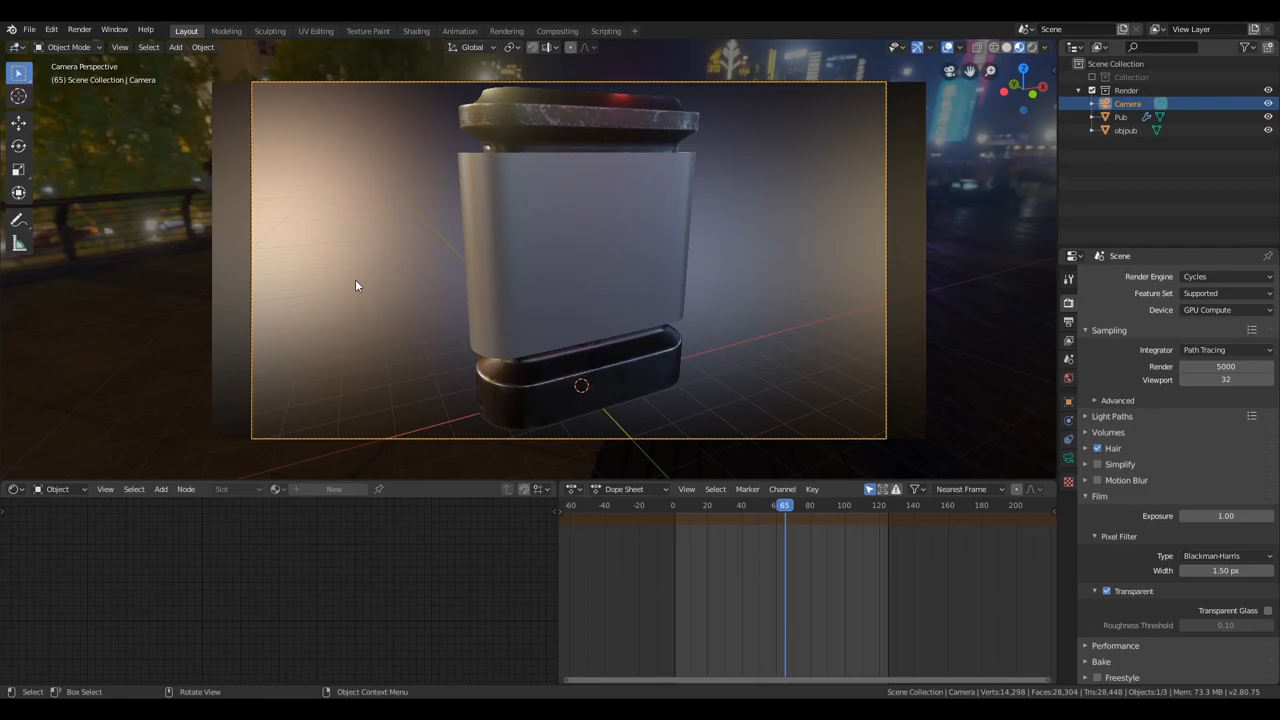 File Edit Render Window Help Layout Modeling Sculpting UV Editing Texture Paint Shading Animation Rendering Compositing Scripting + Scene View Layer
Object Mode View Select Add Object Global
Camera Perspective
(65) Scene Collection | Camera
Z
Y
X
Scene Collection
Collection
Render
Camera
Pub
objpub
Scene
Render Engine Cycles
Feature Set Supported
Device GPU Compute
Sampling
Integrator Path Tracing
Render 5000
Viewport 32
Advanced
Light Paths
Volumes
Hair
Simplify
Motion Blur
Film
Exposure 1.00
Pixel Filter
Type Blackman-Harris
Width 1.50 px
Transparent
Transparent Glass
Roughness Threshold 0.10
Performance
Bake
Freestyle
Object View Select Add Node Slot New
Dope Sheet View Select Marker Channel Key Nearest Frame
-60 -40 -20 0 20 40 6 65 80 100 120 140 160 180 200
Select Box Select Rotate View Object Context Menu
Scene Collection | Camera | Verts:14,298 | Faces:28,304 | Tris:28,448 | Objects:1/3 | Mem: 73.3 MB | v2.80.75